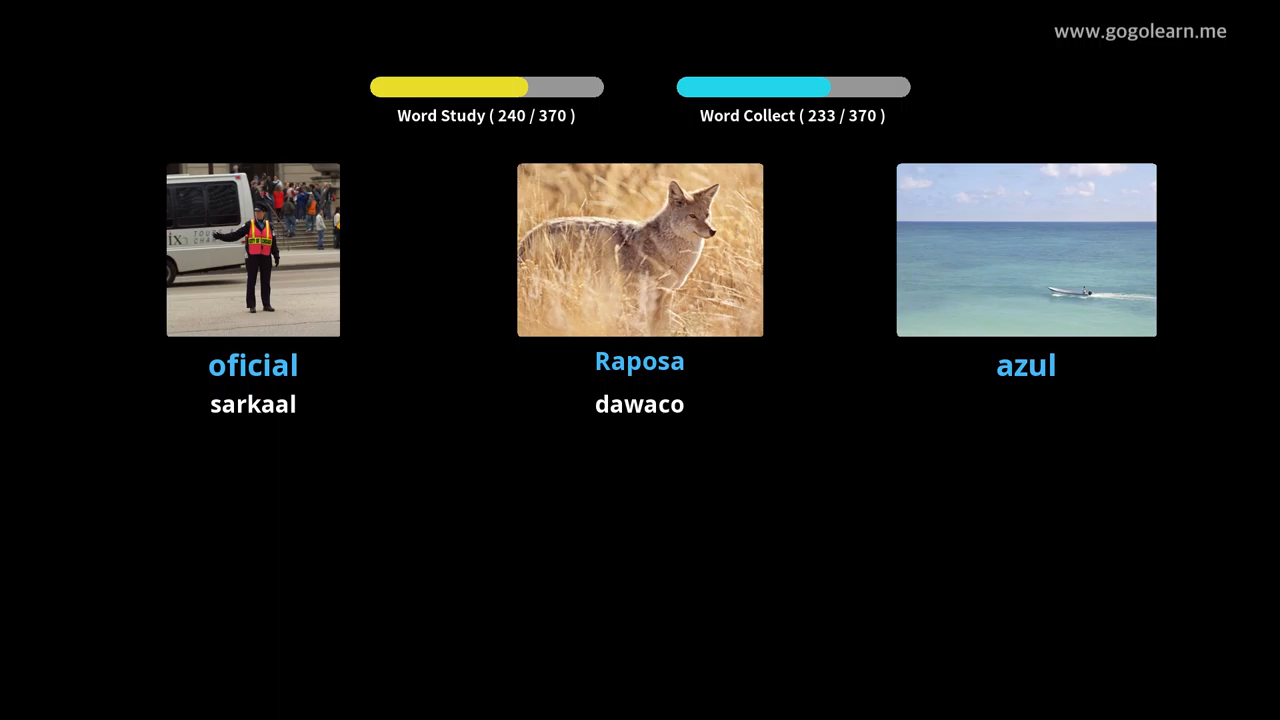 www.gogolearn.me
Word Study ( 240 / 370 )
Word Collect ( 233 / 370 )
oficial
sarkaal
Raposa
dawaco
azul